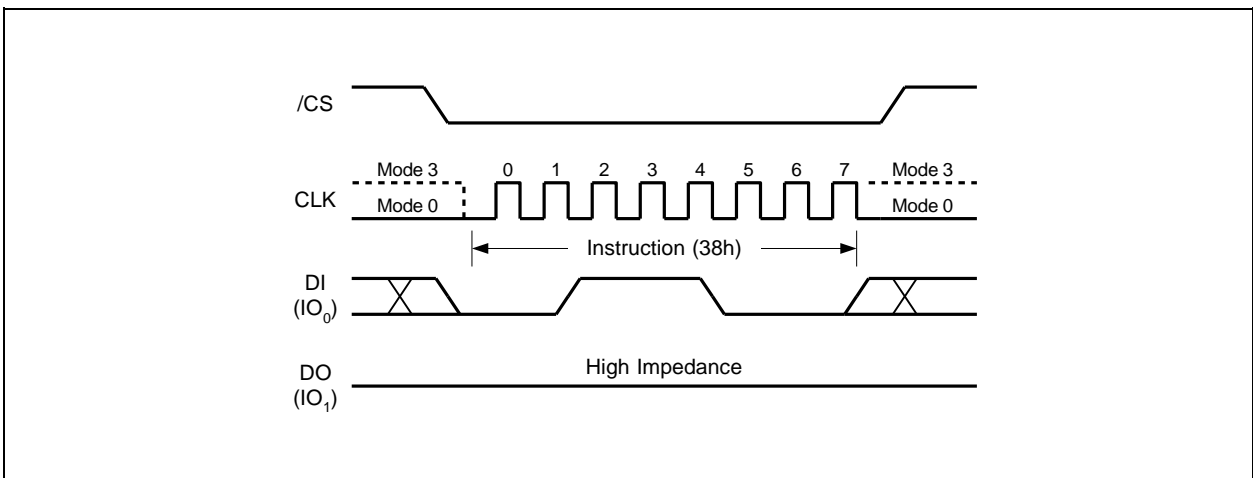 /CS
Mode 3 0 1 2 3 4 5 6 7 Mode 3
CLK
Mode 0 Mode 0
Instruction (38h)
DI
(IO₀)
High Impedance
DO
(IO₁)